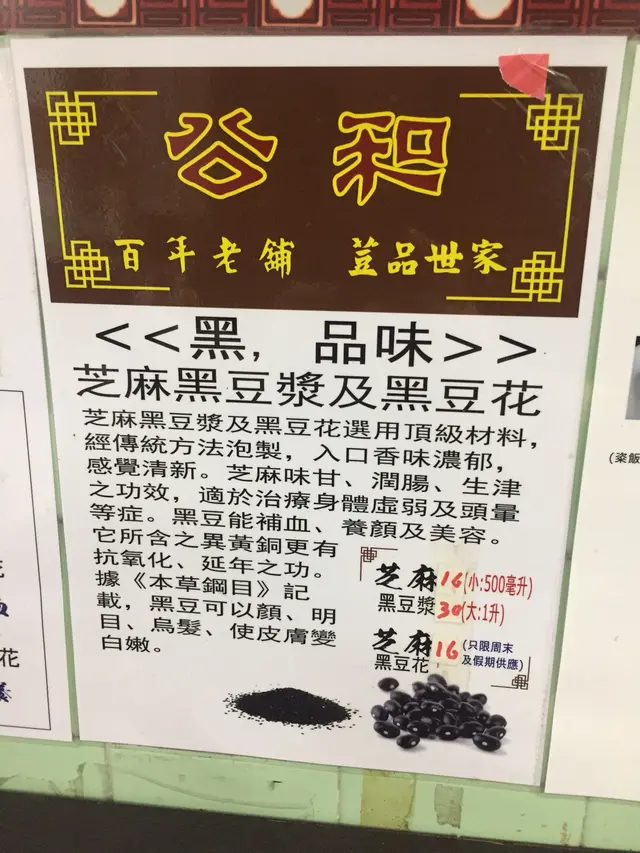 公和
百年老舖 荳品世家
<<黑，品味>>
芝麻黑豆漿及黑豆花
芝麻黑豆漿及黑豆花選用頂級材料，
經傳統方法泡製，入口香味濃郁，
感覺清新。芝麻味甘、潤腸、生津
之功效，適於治療身體虛弱及頭暈
等症。黑豆能補血、養顏及美容。
它所含之異黃銅更有
抗氧化、延年之功。
據《本草鋼目》記
載，黑豆可以顏、明
目、烏髮、使皮膚變
白嫩。
芝麻
黑豆漿
16(小:500毫升)
30(大:1升)
芝麻
黑豆花
16
(只限周末
及假期供應)
花
(粢飯